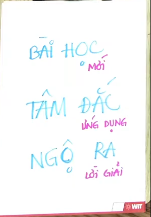 BÀI HỌC
MỚI
TÂM ĐẮC
ỨNG DỤNG
NGỘ RA
LỜI GIẢI